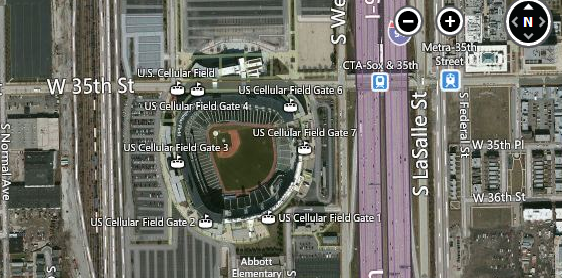 S We
I-S
N
Metra-35th
Street
CTA-Sox & 35th
U.S. Cellular Field
W 35th St
US Cellular Field Gate 6
US Cellular Field Gate 4
S LaSalle St
S Federal St
S Normal Ave
US Cellular Field Gate 7
US Cellular Field Gate 3
W 35th Pl
W 36th St
US Cellular Field Gate 2
US Cellular Field Gate 1
Abbott
Elementary
S